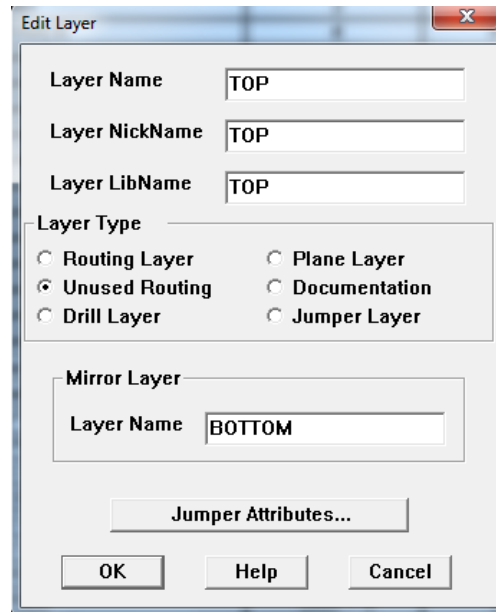 Edit Layer
Layer Name TOP
Layer NickName TOP
Layer LibName TOP
Layer Type
Routing Layer Plane Layer
Unused Routing Documentation
Drill Layer Jumper Layer
Mirror Layer
Layer Name BOTTOM
Jumper Attributes...
OK Help Cancel